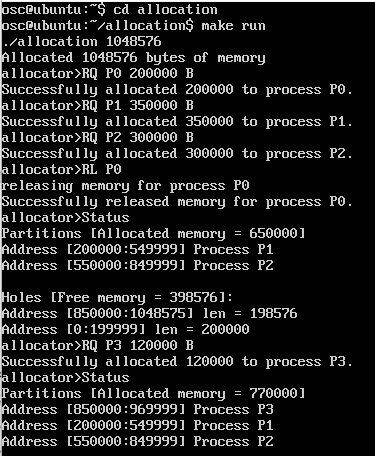 osc@ubuntu:~$ cd allocation
osc@ubuntu:~/allocation$ make run
./allocation 1048576
Allocated 1048576 bytes of memory
allocator>RQ P0 200000 B
Successfully allocated 200000 to process P0.
allocator>RQ P1 350000 B
Successfully allocated 350000 to process P1.
allocator>RQ P2 300000 B
Successfully allocated 300000 to process P2.
allocator>RL P0
releasing memory for process P0
Successfully released memory for process P0.
allocator>Status
Partitions [Allocated memory = 650000]
Address [200000:549999] Process P1
Address [550000:849999] Process P2

Holes [Free memory = 398576]:
Address [850000:1048575] len = 198576
Address [0:199999] len = 200000
allocator>RQ P3 120000 B
Successfully allocated 120000 to process P3.
allocator>Status
Partitions [Allocated memory = 770000]
Address [850000:969999] Process P3
Address [200000:549999] Process P1
Address [550000:849999] Process P2